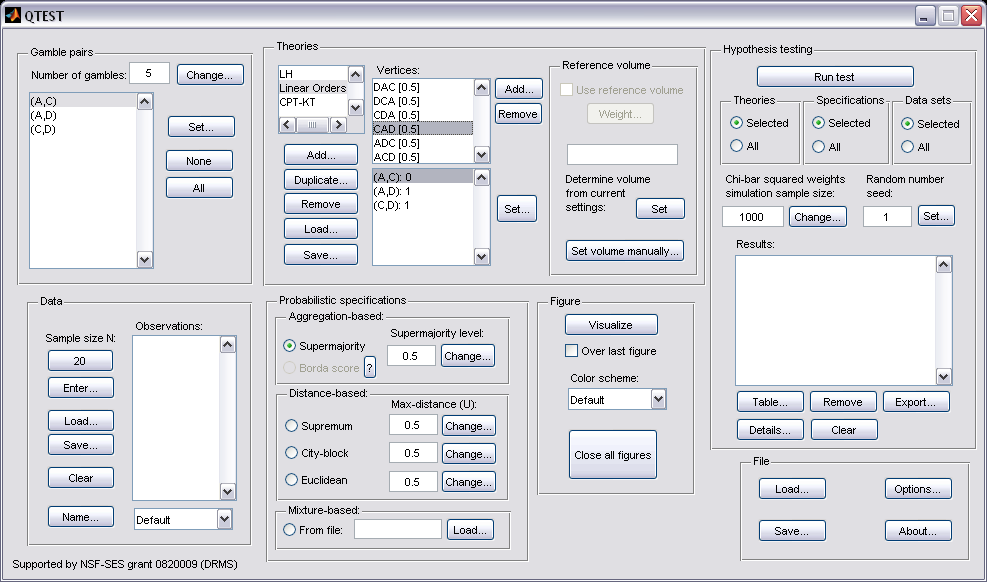 QTEST
Gamble pairs
Number of gambles:
5
Change...
(A,C)
(A,D)
(C,D)
Set...
None
All
Theories
LH
Linear Orders
CPT-KT
Add...
Duplicate...
Remove
Load...
Save...
Vertices:
DAC [0.5]
DCA [0.5]
CDA [0.5]
CAD [0.5]
ADC [0.5]
ACD [0.5]
Add...
Remove
(A,C): 0
(A,D): 1
(C,D): 1
Set...
Reference volume
Use reference volume
Weight...
Determine volume
from current
settings:
Set
Set volume manually...
Hypothesis testing
Run test
Theories
Selected
All
Specifications
Selected
All
Data sets
Selected
All
Chi-bar squared weights
simulation sample size:
1000
Change...
Random number
seed:
1
Set...
Results:
Table...
Remove
Export...
Details...
Clear
Data
Sample size N:
20
Enter...
Load...
Save...
Clear
Name...
Observations:
Default
Probabilistic specifications
Aggregation-based:
Supermajority
Borda score
?
Supermajority level:
0.5
Change...
Distance-based:
Max-distance (U):
Supremum
0.5
Change...
City-block
0.5
Change...
Euclidean
0.5
Change...
Mixture-based:
From file:
Load...
Figure
Visualize
Over last figure
Color scheme:
Default
Close all figures
File
Load...
Options...
Save...
About...
Supported by NSF-SES grant 0820009 (DRMS)